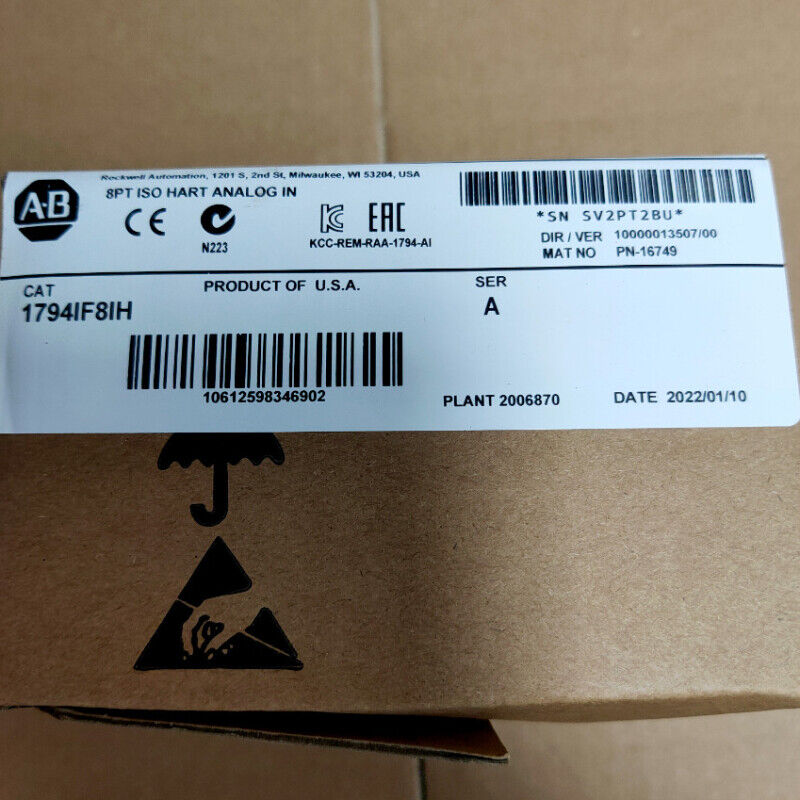 Rockwell Automation, 1201 S, 2nd St, Milwaukee, WI 53204, USA
A-B
8PT ISO HART ANALOG IN
CE
N223
EAC
KCC-REM-RAA-1794-AI
*SN SV2PT2BU*
DIR / VER 10000013507/00
MAT NO PN-16749
CAT
1794IF8IH
PRODUCT OF U.S.A.
SER
A
10612598346902
PLANT 2006870
DATE 2022/01/10